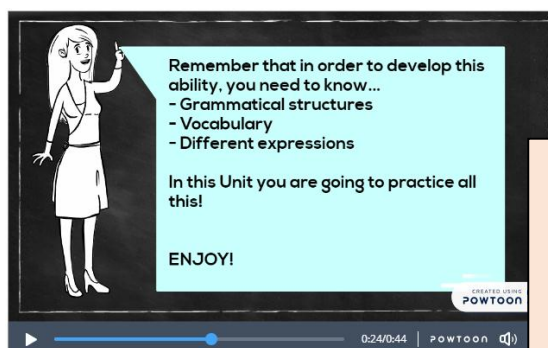 Remember that in order to develop this
ability, you need to know...
- Grammatical structures
- Vocabulary
- Different expressions
In this Unit you are going to practice all
this!
ENJOY!
CREATED USING
POWTOON
0:24/0:44 | POWTOON